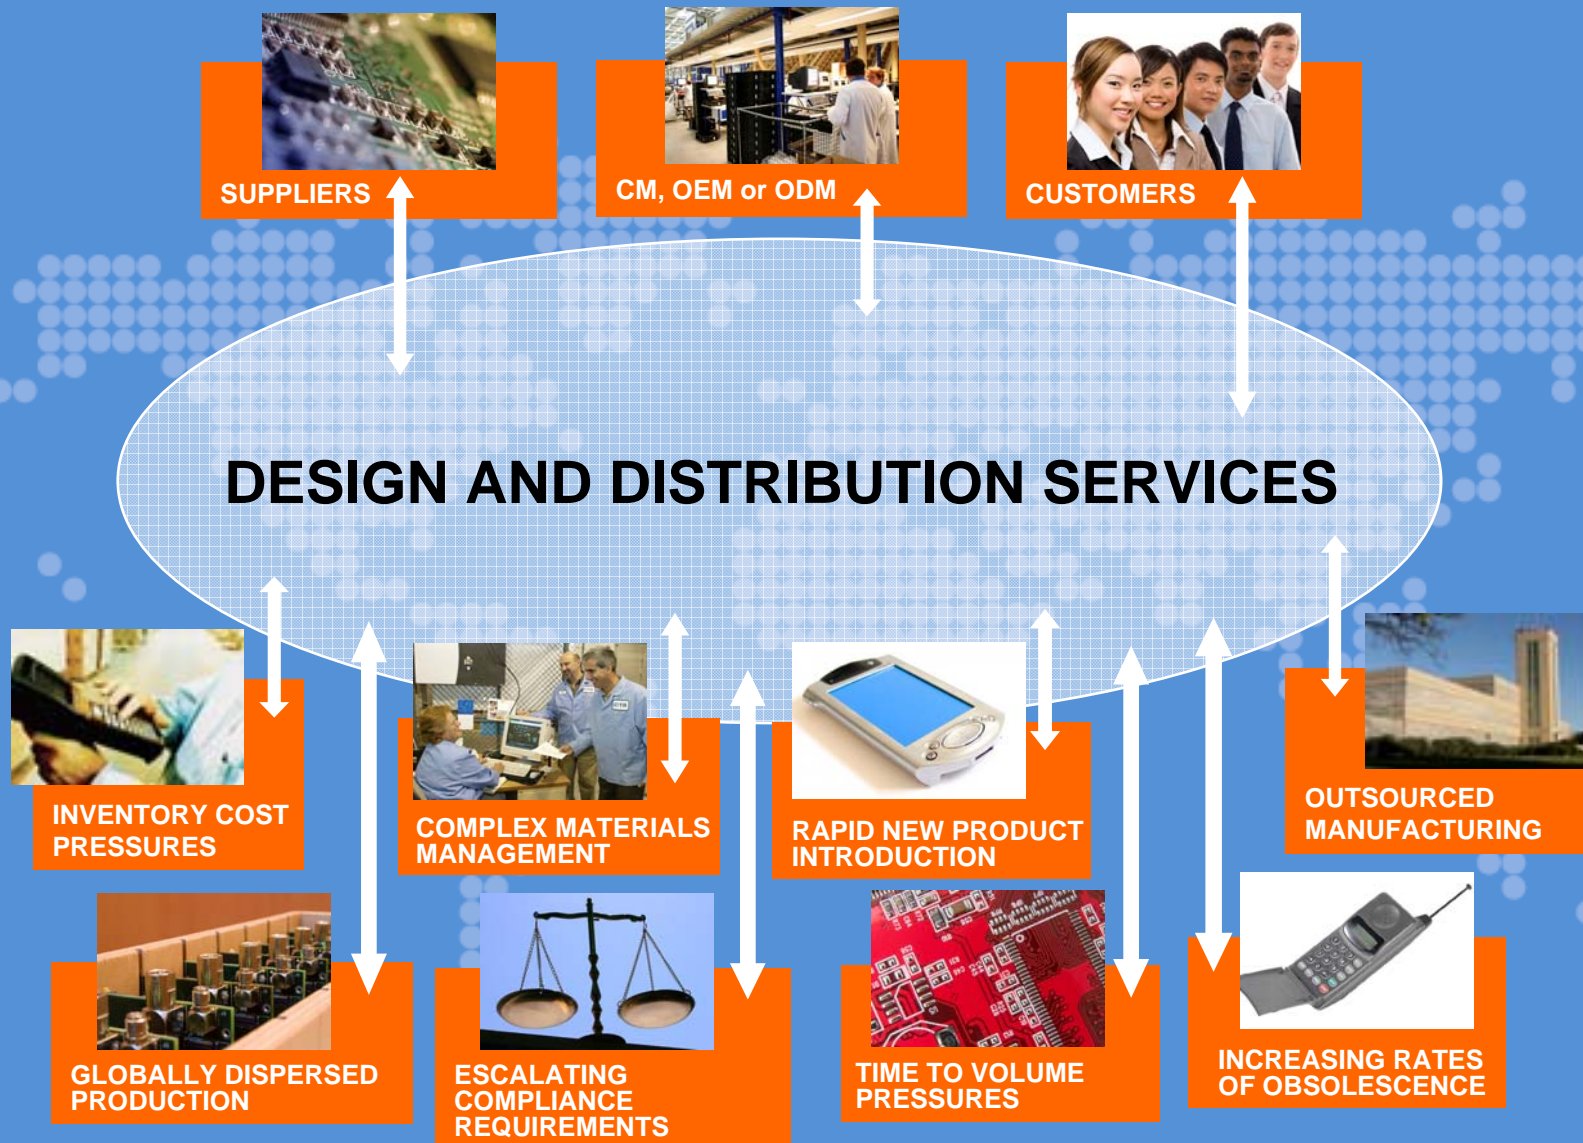 SUPPLIERS
CM, OEM or ODM
CUSTOMERS
DESIGN AND DISTRIBUTION SERVICES
INVENTORY COST
PRESSURES
COMPLEX MATERIALS
MANAGEMENT
RAPID NEW PRODUCT
INTRODUCTION
OUTSOURCED
MANUFACTURING
GLOBALLY DISPERSED
PRODUCTION
ESCALATING
COMPLIANCE
REQUIREMENTS
TIME TO VOLUME
PRESSURES
INCREASING RATES
OF OBSOLESCENCE